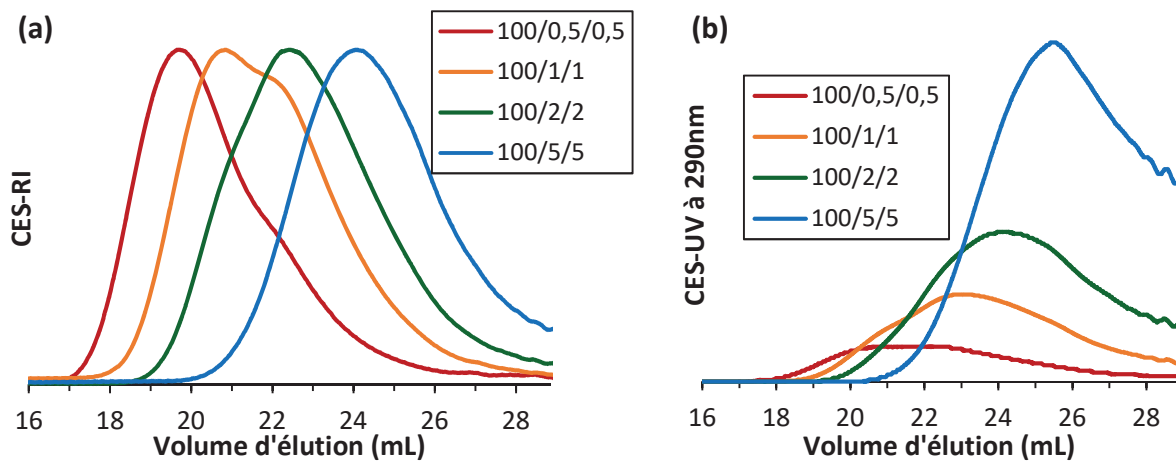 (a)
CES-RI
100/0,5/0,5
100/1/1
100/2/2
100/5/5
16 18 20 22 24 26 28
Volume d'élution (mL)
(b)
CES-UV à 290nm
100/0,5/0,5
100/1/1
100/2/2
100/5/5
16 18 20 22 24 26 28
Volume d'élution (mL)